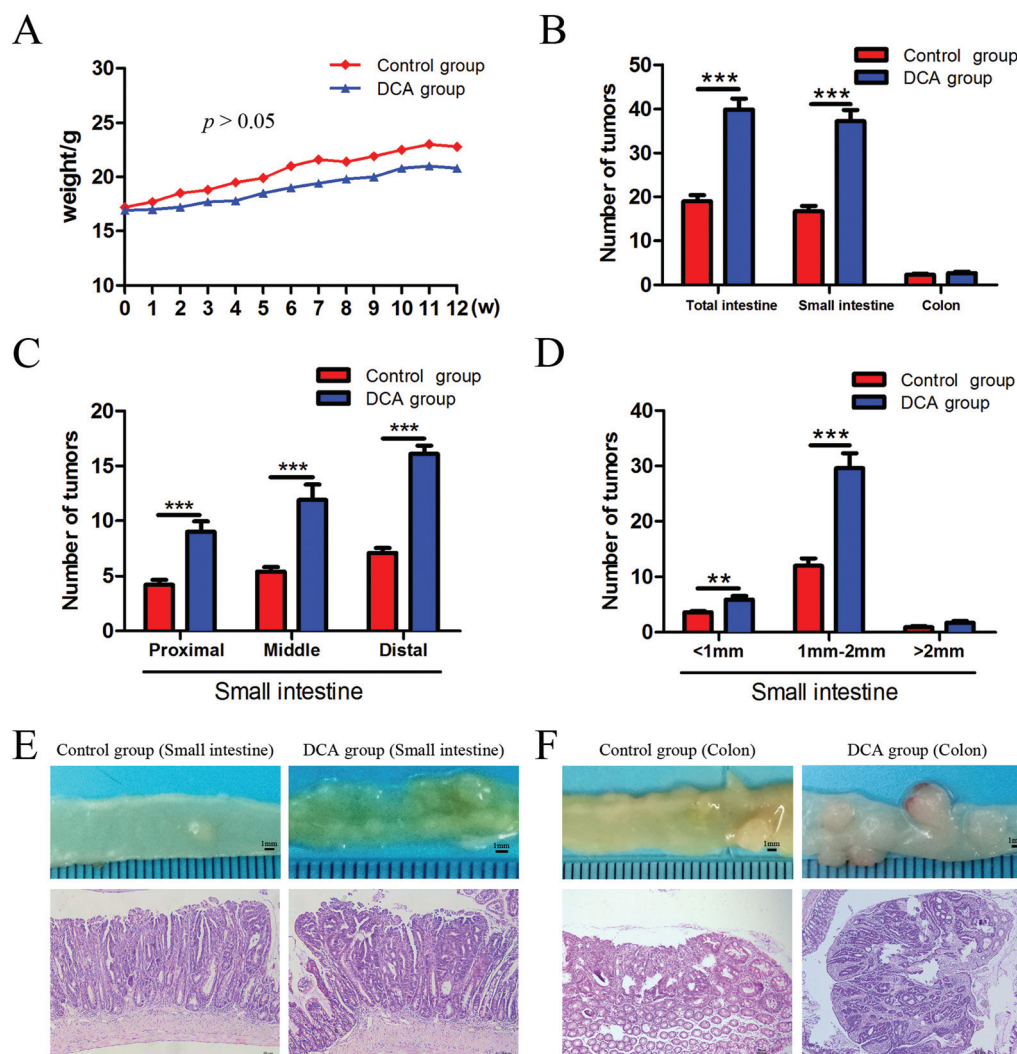 A
Control group
DCA group
p > 0.05
weight/g
30
25
20
15
10
0 1 2 3 4 5 6 7 8 9 10 11 12 (w)
B
Control group
DCA group
Number of tumors
50
40
30
20
10
0
***
***
Total intestine Small intestine Colon
C
Control group
DCA group
Number of tumors
20
15
10
5
0
***
***
***
Proximal Middle Distal
Small intestine
D
Control group
DCA group
Number of tumors
40
30
20
10
0
**
***
<1mm 1mm-2mm >2mm
Small intestine
E
Control group (Small intestine) DCA group (Small intestine)
1mm
1mm
F
Control group (Colon) DCA group (Colon)
1mm
1m